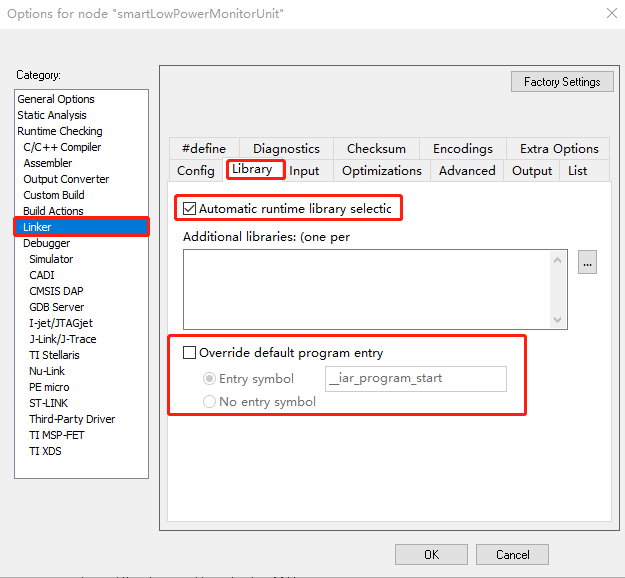 Options for node "smartLowPowerMonitorUnit"
Category:
General Options
Static Analysis
Runtime Checking
C/C++ Compiler
Assembler
Output Converter
Custom Build
Build Actions
Linker
Debugger
Simulator
CADI
CMSIS DAP
GDB Server
I-jet/JTAGjet
J-Link/J-Trace
TI Stellaris
Nu-Link
PE micro
ST-LINK
Third-Party Driver
TI MSP-FET
TI XDS
Factory Settings
#define Diagnostics Checksum Encodings Extra Options
Config Library Input Optimizations Advanced Output List
Automatic runtime library selectic
Additional libraries: (one per
...
Override default program entry
Entry symbol __iar_program_start
No entry symbol
OK Cancel